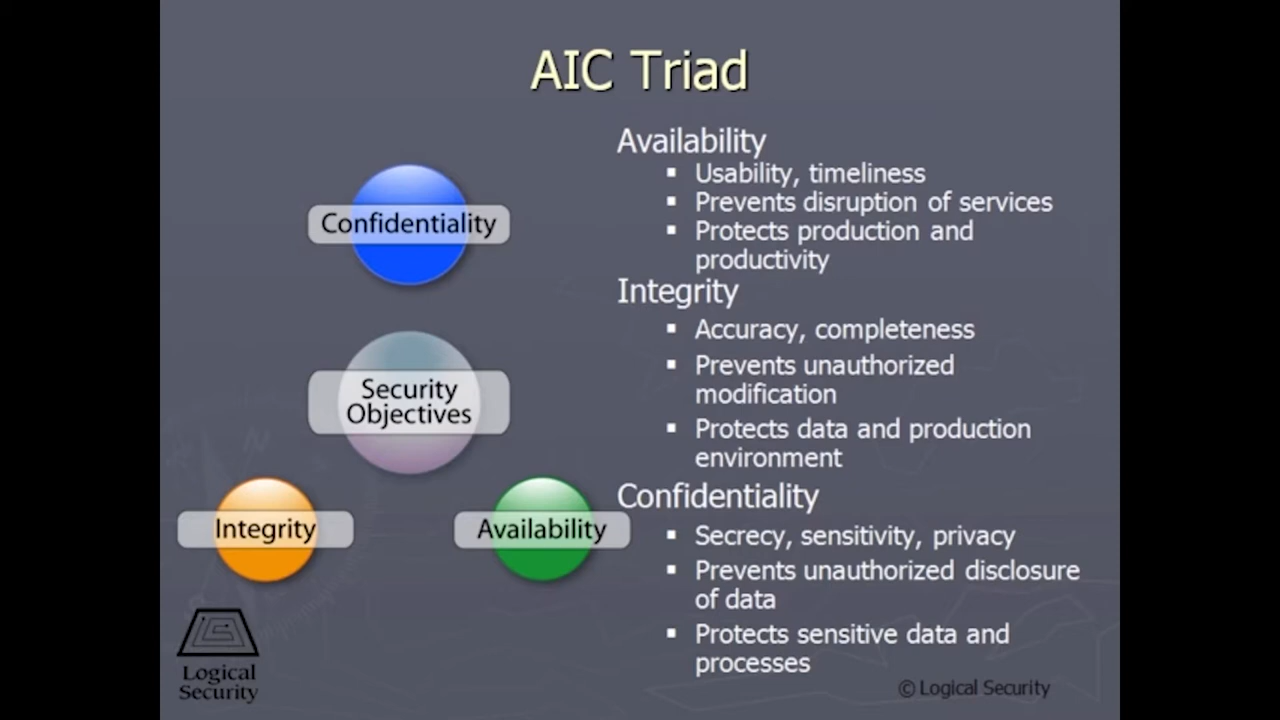 AIC Triad
Confidentiality
Security
Objectives
Integrity
Availability
Availability
Usability, timeliness
Prevents disruption of services
Protects production and
productivity
Integrity
Accuracy, completeness
Prevents unauthorized
modification
Protects data and production
environment
Confidentiality
Secrecy, sensitivity, privacy
Prevents unauthorized disclosure
of data
Protects sensitive data and
processes
Logical
Security
© Logical Security